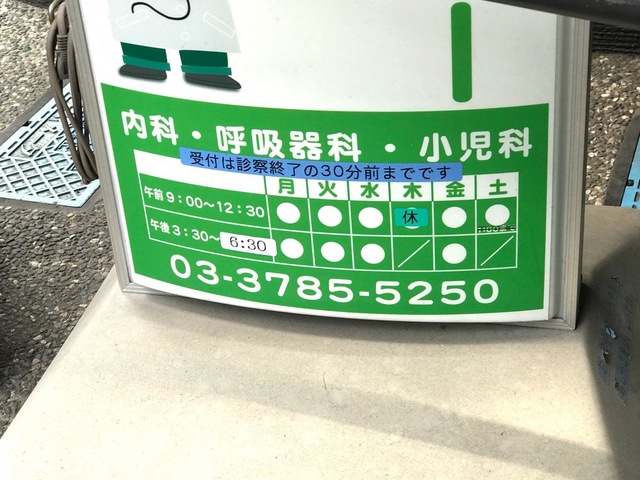 内科・呼吸器科・小児科
受付は診察終了の30分前までです
月 火 水 木 金 土
午前9:00～12:30 休
午後3:30～6:30
03-3785-5250